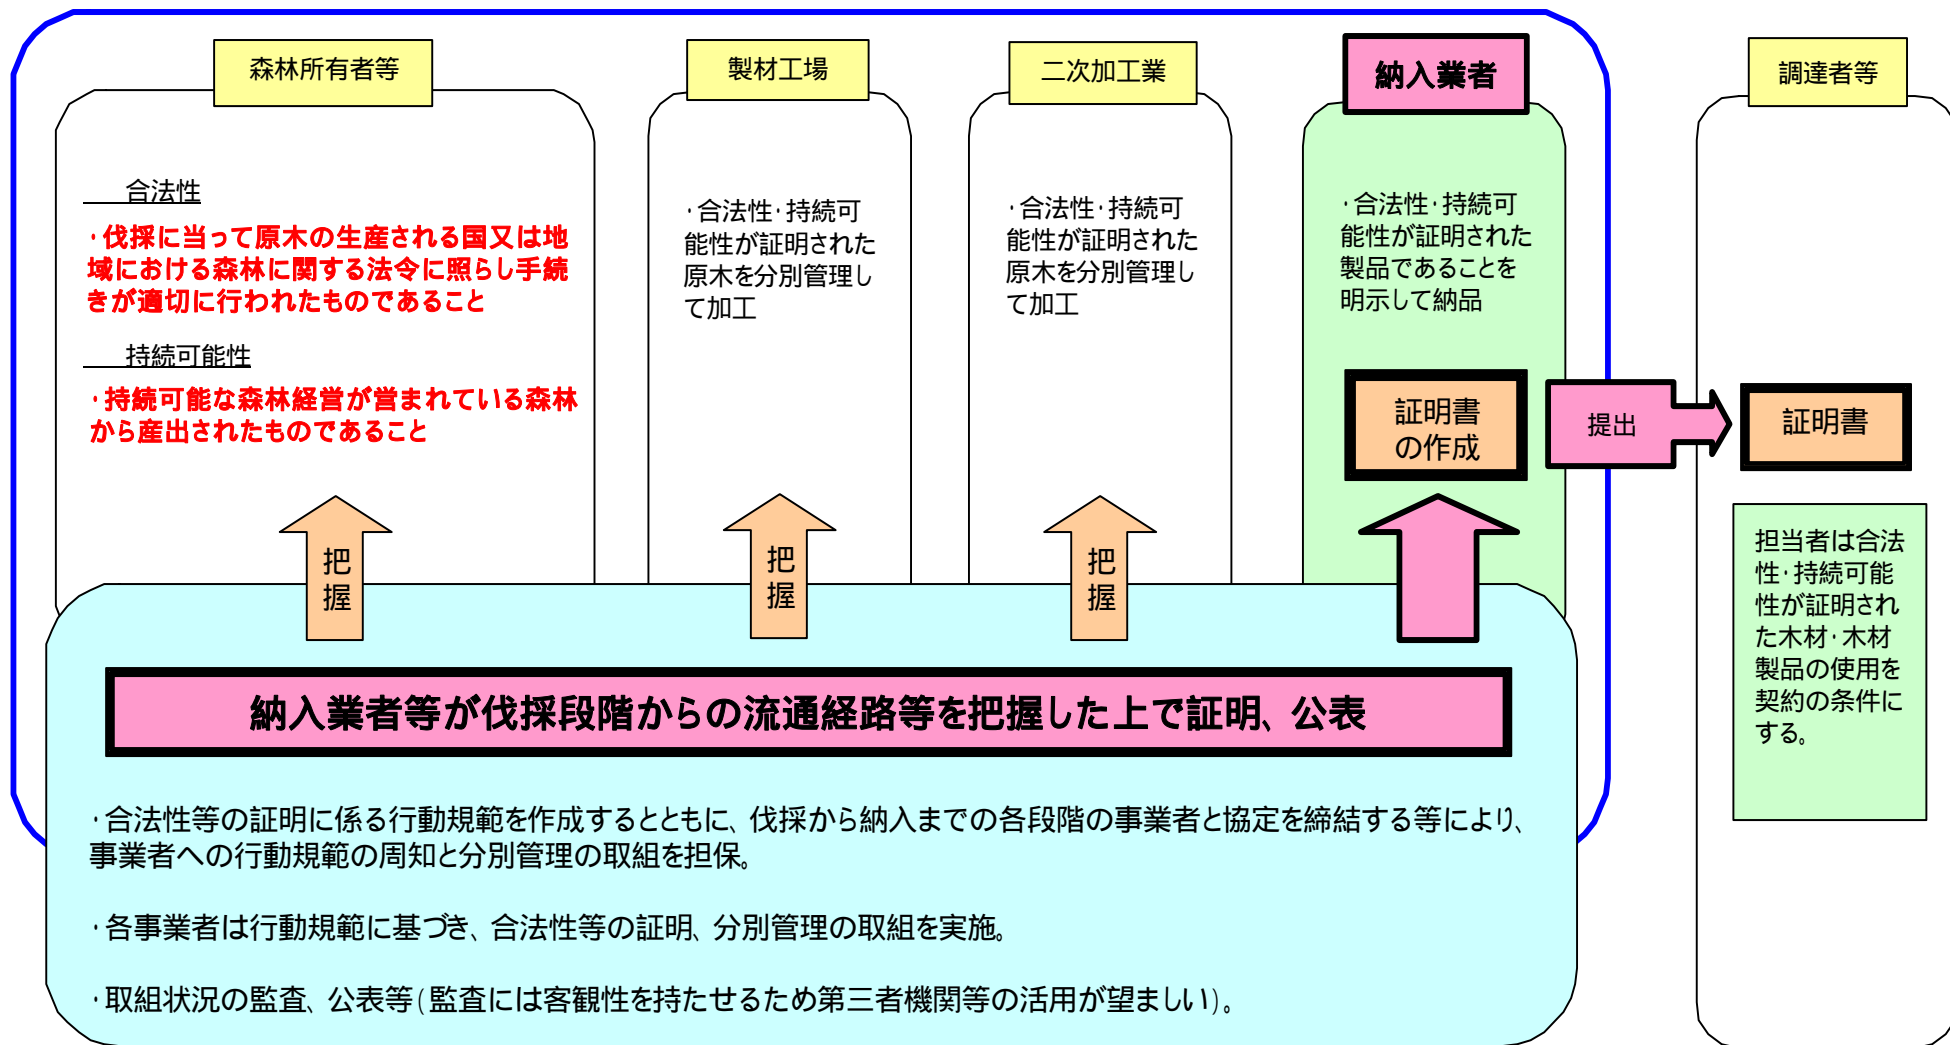 森林所有者等
合法性
・伐採に当って原木の生産される国又は地
域における森林に関する法令に照らし手続
きが適切に行われたものであること
持続可能性
・持続可能な森林経営が営まれている森林
から産出されたものであること
把
握
製材工場
・合法性・持続可
能性が証明された
原木を分別管理し
て加工
把
握
二次加工業
・合法性・持続可
能性が証明された
原木を分別管理し
て加工
把
握
納入業者
・合法性・持続可
能性が証明された
製品であることを
明示して納品
証明書
の作成
提出
調達者等
証明書
担当者は合法
性・持続可能
性が証明され
た木材・木材
製品の使用を
契約の条件に
する。
納入業者等が伐採段階からの流通経路等を把握した上で証明、公表
・合法性等の証明に係る行動規範を作成するとともに、伐採から納入までの各段階の事業者と協定を締結する等により、
事業者への行動規範の周知と分別管理の取組を担保。
・各事業者は行動規範に基づき、合法性等の証明、分別管理の取組を実施。
・取組状況の監査、公表等(監査には客観性を持たせるため第三者機関等の活用が望ましい)。